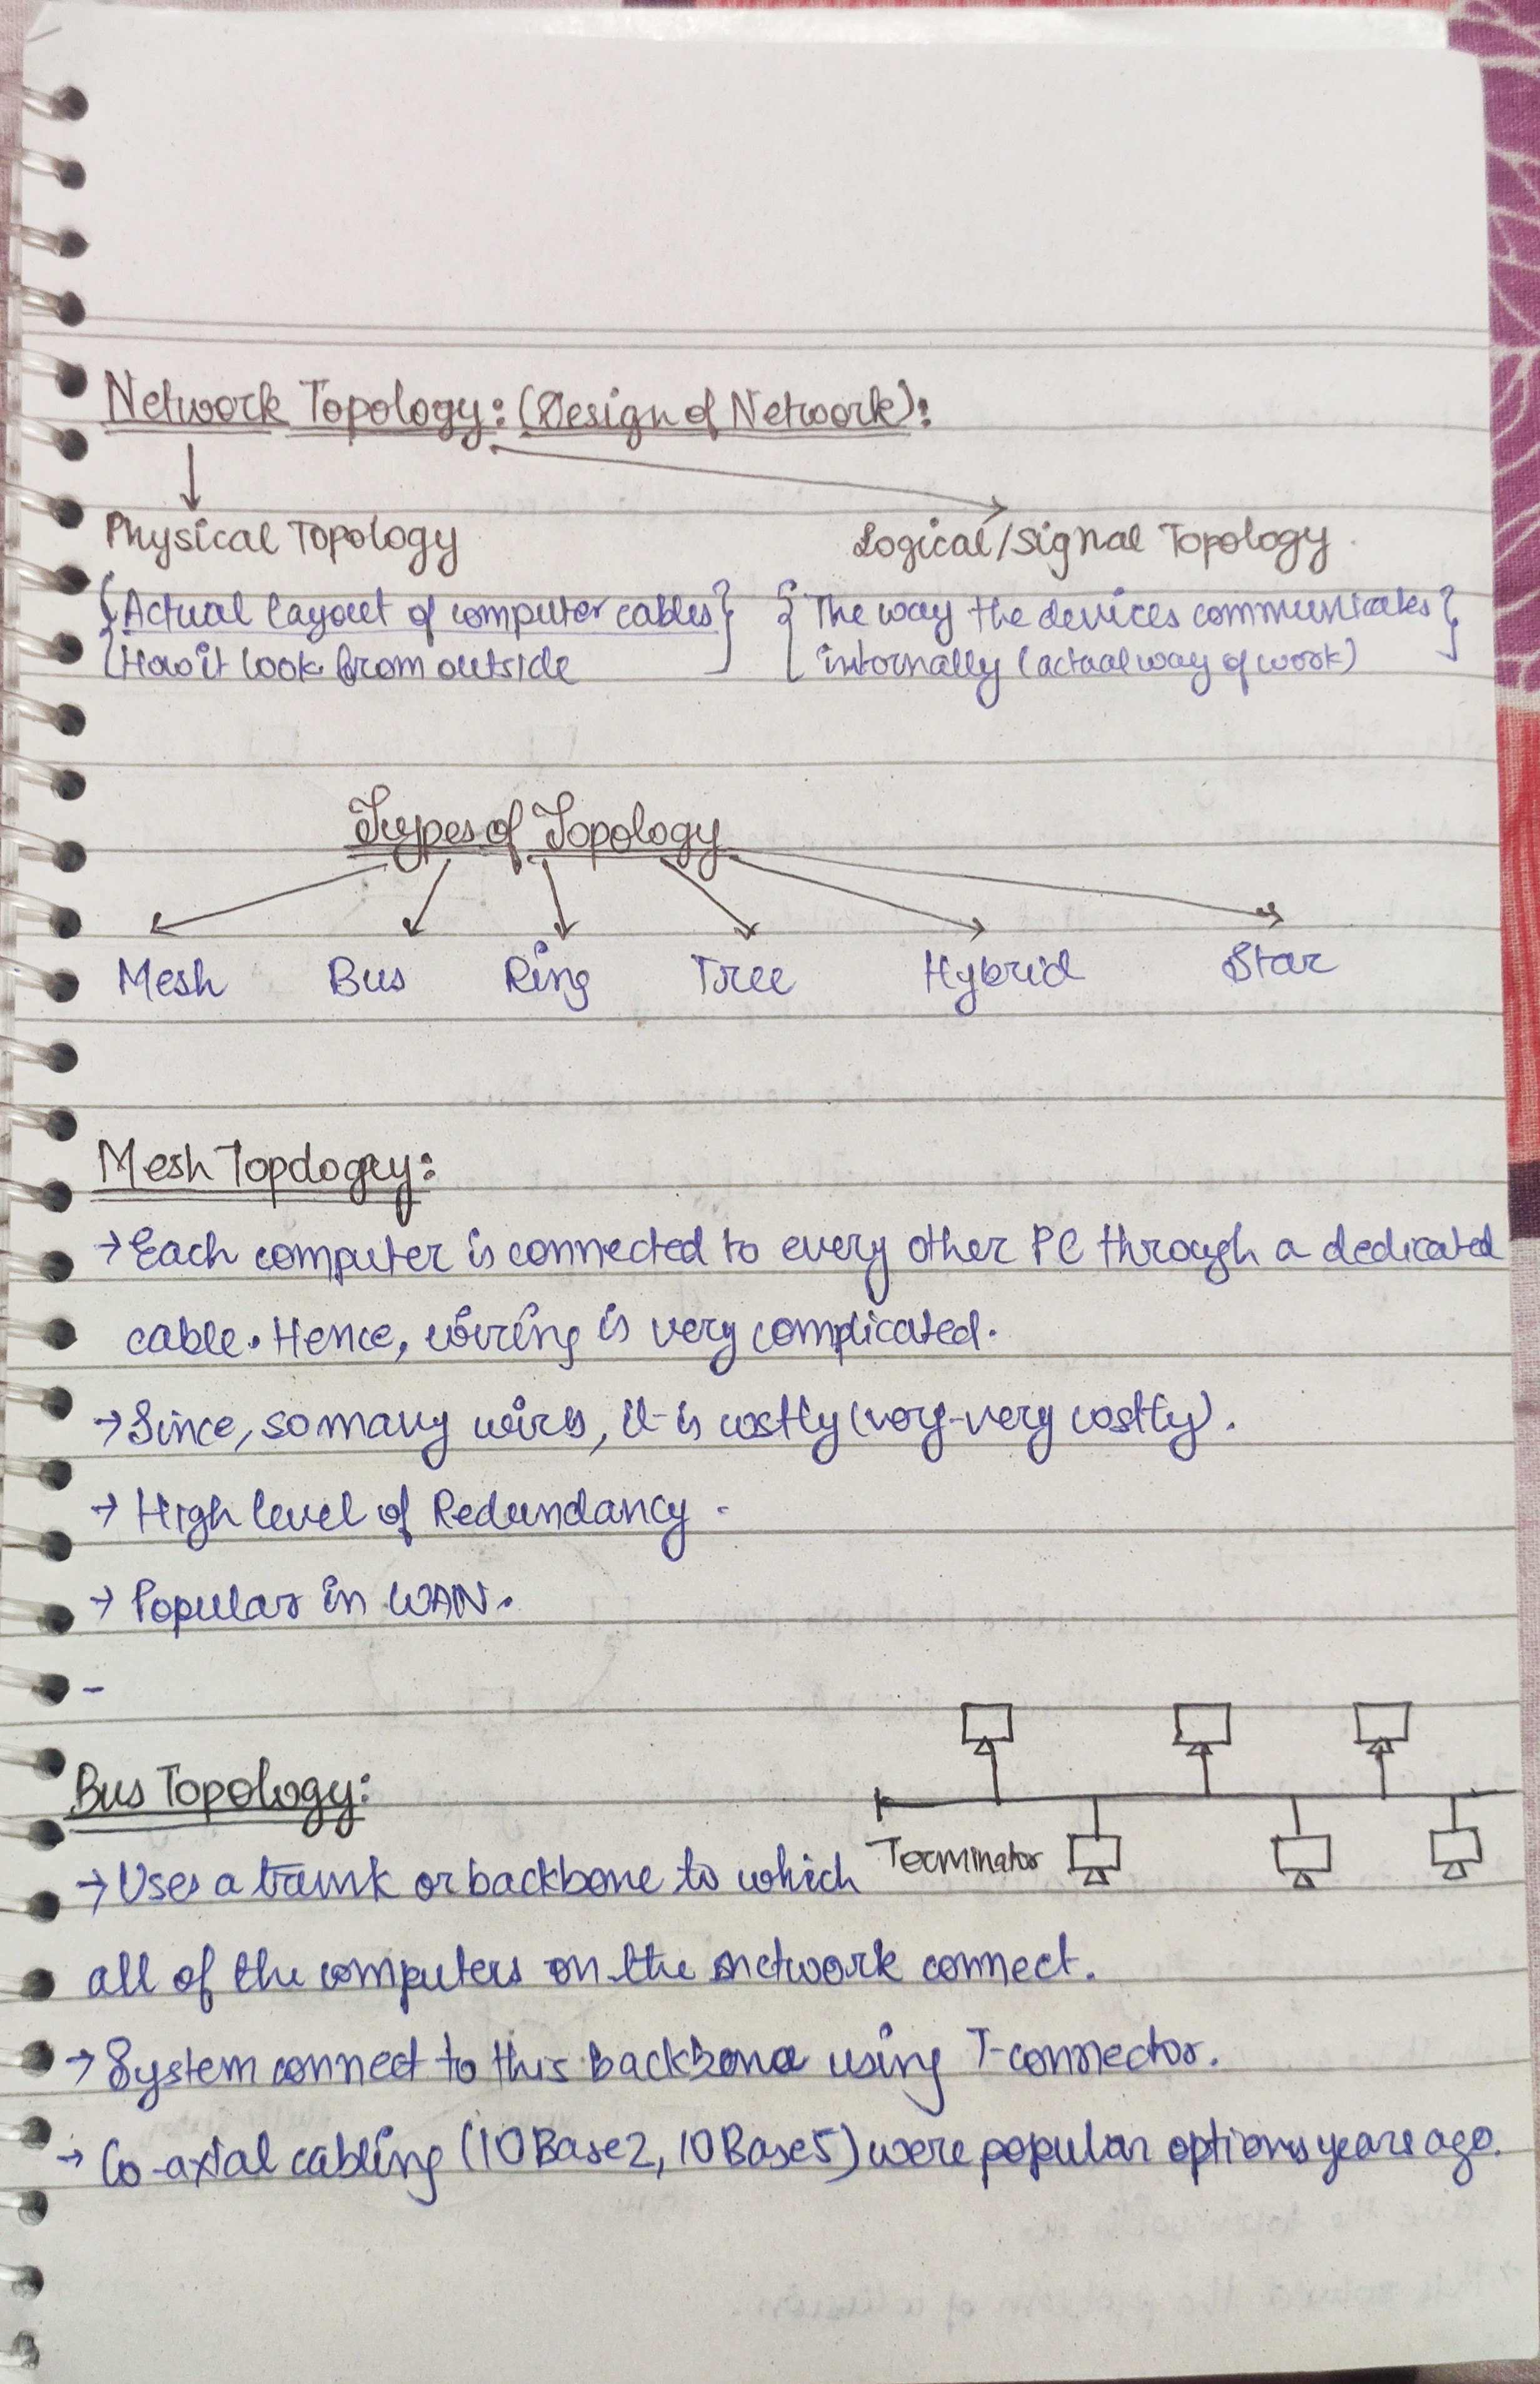 Network Topology: (Design of Network):
Physical Topology Logical/Signal Topology
{Actual layout of computer cables} {The way the devices communicates
How it look from outside internally (actual way of work)}
Types of Topology
Mesh Bus Ring Tree Hybrid Star
Mesh Topology:
→ Each computer is connected to every other PC through a dedicated
cable. Hence, wiring is very complicated.
→ Since, so many wires, it is costly (very-very costly).
→ High level of Redundancy.
→ Popular in WAN.
-
Bus Topology:
→ Uses a trunk or backbone to which
Terminator
all of the computers on the network connect.
→ System connect to this backbone using T-connector.
→ Co-axial cabling (10Base2, 10Base5) were popular options years ago.